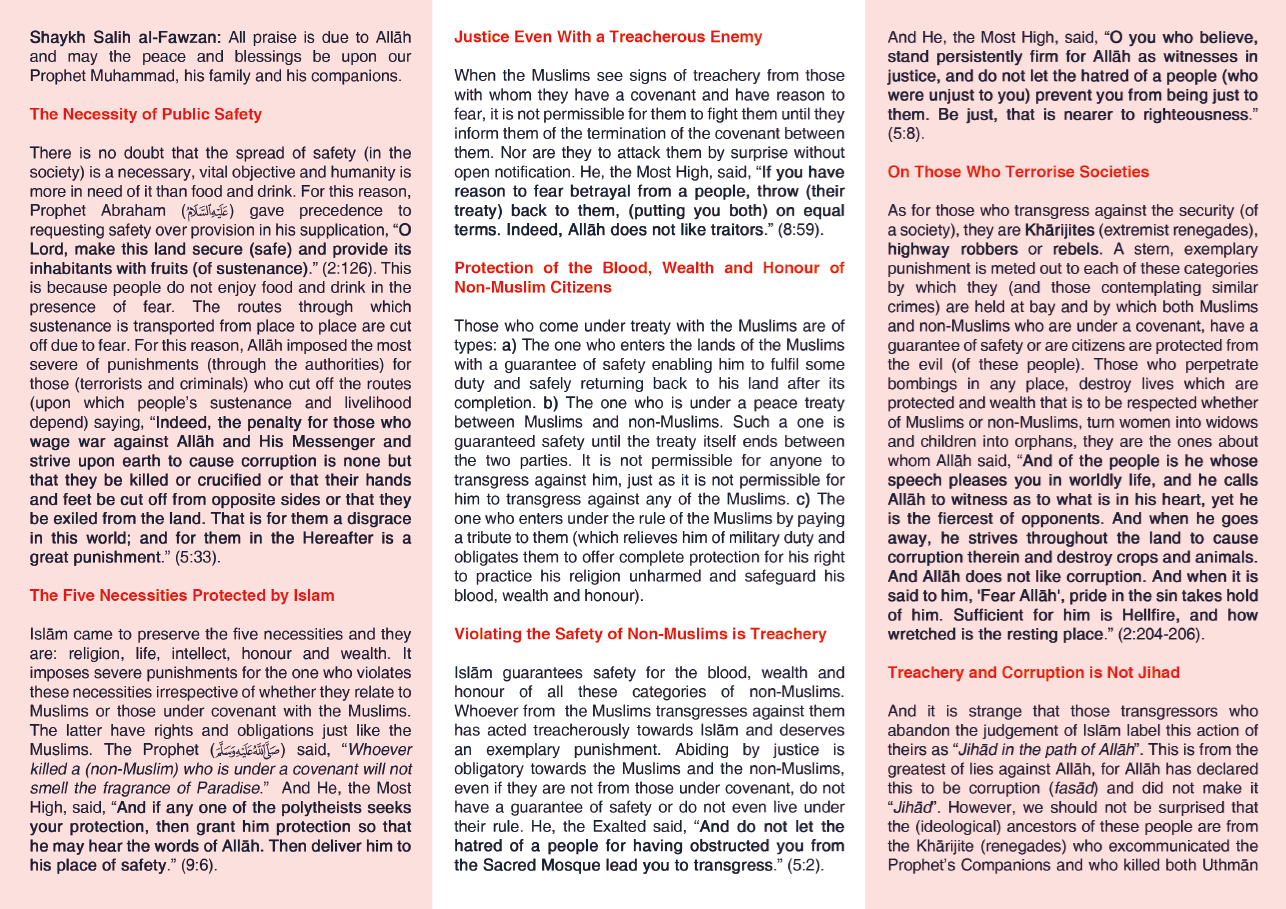 Shaykh Salih al-Fawzan: All praise is due to Allāh
and may the peace and blessings be upon our
Prophet Muhammad, his family and his companions.
The Necessity of Public Safety
There is no doubt that the spread of safety (in the
society) is a necessary, vital objective and humanity is
more in need of it than food and drink. For this reason,
Prophet Abraham (عَلَيْهِ ٱلسَّلَامُ) gave precedence to
requesting safety over provision in his supplication, “O
Lord, make this land secure (safe) and provide its
inhabitants with fruits (of sustenance).” (2:126). This
is because people do not enjoy food and drink in the
presence of fear. The routes through which
sustenance is transported from place to place are cut
off due to fear. For this reason, Allāh imposed the most
severe of punishments (through the authorities) for
those (terrorists and criminals) who cut off the routes
(upon which people’s sustenance and livelihood
depend) saying, “Indeed, the penalty for those who
wage war against Allāh and His Messenger and
strive upon earth to cause corruption is none but
that they be killed or crucified or that their hands
and feet be cut off from opposite sides or that they
be exiled from the land. That is for them a disgrace
in this world; and for them in the Hereafter is a
great punishment.” (5:33).
The Five Necessities Protected by Islam
Islām came to preserve the five necessities and they
are: religion, life, intellect, honour and wealth. It
imposes severe punishments for the one who violates
these necessities irrespective of whether they relate to
Muslims or those under covenant with the Muslims.
The latter have rights and obligations just like the
Muslims. The Prophet (صَلَّى ٱللَّهُ عَلَيْهِ وَسَلَّمَ) said, “Whoever
killed a (non-Muslim) who is under a covenant will not
smell the fragrance of Paradise.” And He, the Most
High, said, “And if any one of the polytheists seeks
your protection, then grant him protection so that
he may hear the words of Allāh. Then deliver him to
his place of safety.” (9:6).
Justice Even With a Treacherous Enemy
When the Muslims see signs of treachery from those
with whom they have a covenant and have reason to
fear, it is not permissible for them to fight them until they
inform them of the termination of the covenant between
them. Nor are they to attack them by surprise without
open notification. He, the Most High, said, “If you have
reason to fear betrayal from a people, throw (their
treaty) back to them, (putting you both) on equal
terms. Indeed, Allāh does not like traitors.” (8:59).
Protection of the Blood, Wealth and Honour of
Non-Muslim Citizens
Those who come under treaty with the Muslims are of
types: a) The one who enters the lands of the Muslims
with a guarantee of safety enabling him to fulfil some
duty and safely returning back to his land after its
completion. b) The one who is under a peace treaty
between Muslims and non-Muslims. Such a one is
guaranteed safety until the treaty itself ends between
the two parties. It is not permissible for anyone to
transgress against him, just as it is not permissible for
him to transgress against any of the Muslims. c) The
one who enters under the rule of the Muslims by paying
a tribute to them (which relieves him of military duty and
obligates them to offer complete protection for his right
to practice his religion unharmed and safeguard his
blood, wealth and honour).
Violating the Safety of Non-Muslims is Treachery
Islām guarantees safety for the blood, wealth and
honour of all these categories of non-Muslims.
Whoever from the Muslims transgresses against them
has acted treacherously towards Islām and deserves
an exemplary punishment. Abiding by justice is
obligatory towards the Muslims and the non-Muslims,
even if they are not from those under covenant, do not
have a guarantee of safety or do not even live under
their rule. He, the Exalted said, “And do not let the
hatred of a people for having obstructed you from
the Sacred Mosque lead you to transgress.” (5:2).
And He, the Most High, said, “O you who believe,
stand persistently firm for Allāh as witnesses in
justice, and do not let the hatred of a people (who
were unjust to you) prevent you from being just to
them. Be just, that is nearer to righteousness.”
(5:8).
On Those Who Terrorise Societies
As for those who transgress against the security (of
a society), they are Khārijites (extremist renegades),
highway robbers or rebels. A stern, exemplary
punishment is meted out to each of these categories
by which they (and those contemplating similar
crimes) are held at bay and by which both Muslims
and non-Muslims who are under a covenant, have a
guarantee of safety or are citizens are protected from
the evil (of these people). Those who perpetrate
bombings in any place, destroy lives which are
protected and wealth that is to be respected whether
of Muslims or non-Muslims, turn women into widows
and children into orphans, they are the ones about
whom Allāh said, “And of the people is he whose
speech pleases you in worldly life, and he calls
Allāh to witness as to what is in his heart, yet he
is the fiercest of opponents. And when he goes
away, he strives throughout the land to cause
corruption therein and destroy crops and animals.
And Allāh does not like corruption. And when it is
said to him, 'Fear Allāh', pride in the sin takes hold
of him. Sufficient for him is Hellfire, and how
wretched is the resting place.” (2:204-206).
Treachery and Corruption is Not Jihad
And it is strange that those transgressors who
abandon the judgement of Islām label this action of
theirs as “Jihād in the path of Allāh”. This is from the
greatest of lies against Allāh, for Allāh has declared
this to be corruption (fasād) and did not make it
“Jihād”. However, we should not be surprised that
the (ideological) ancestors of these people are from
the Khārijite (renegades) who excommunicated the
Prophet’s Companions and who killed both Uthmān